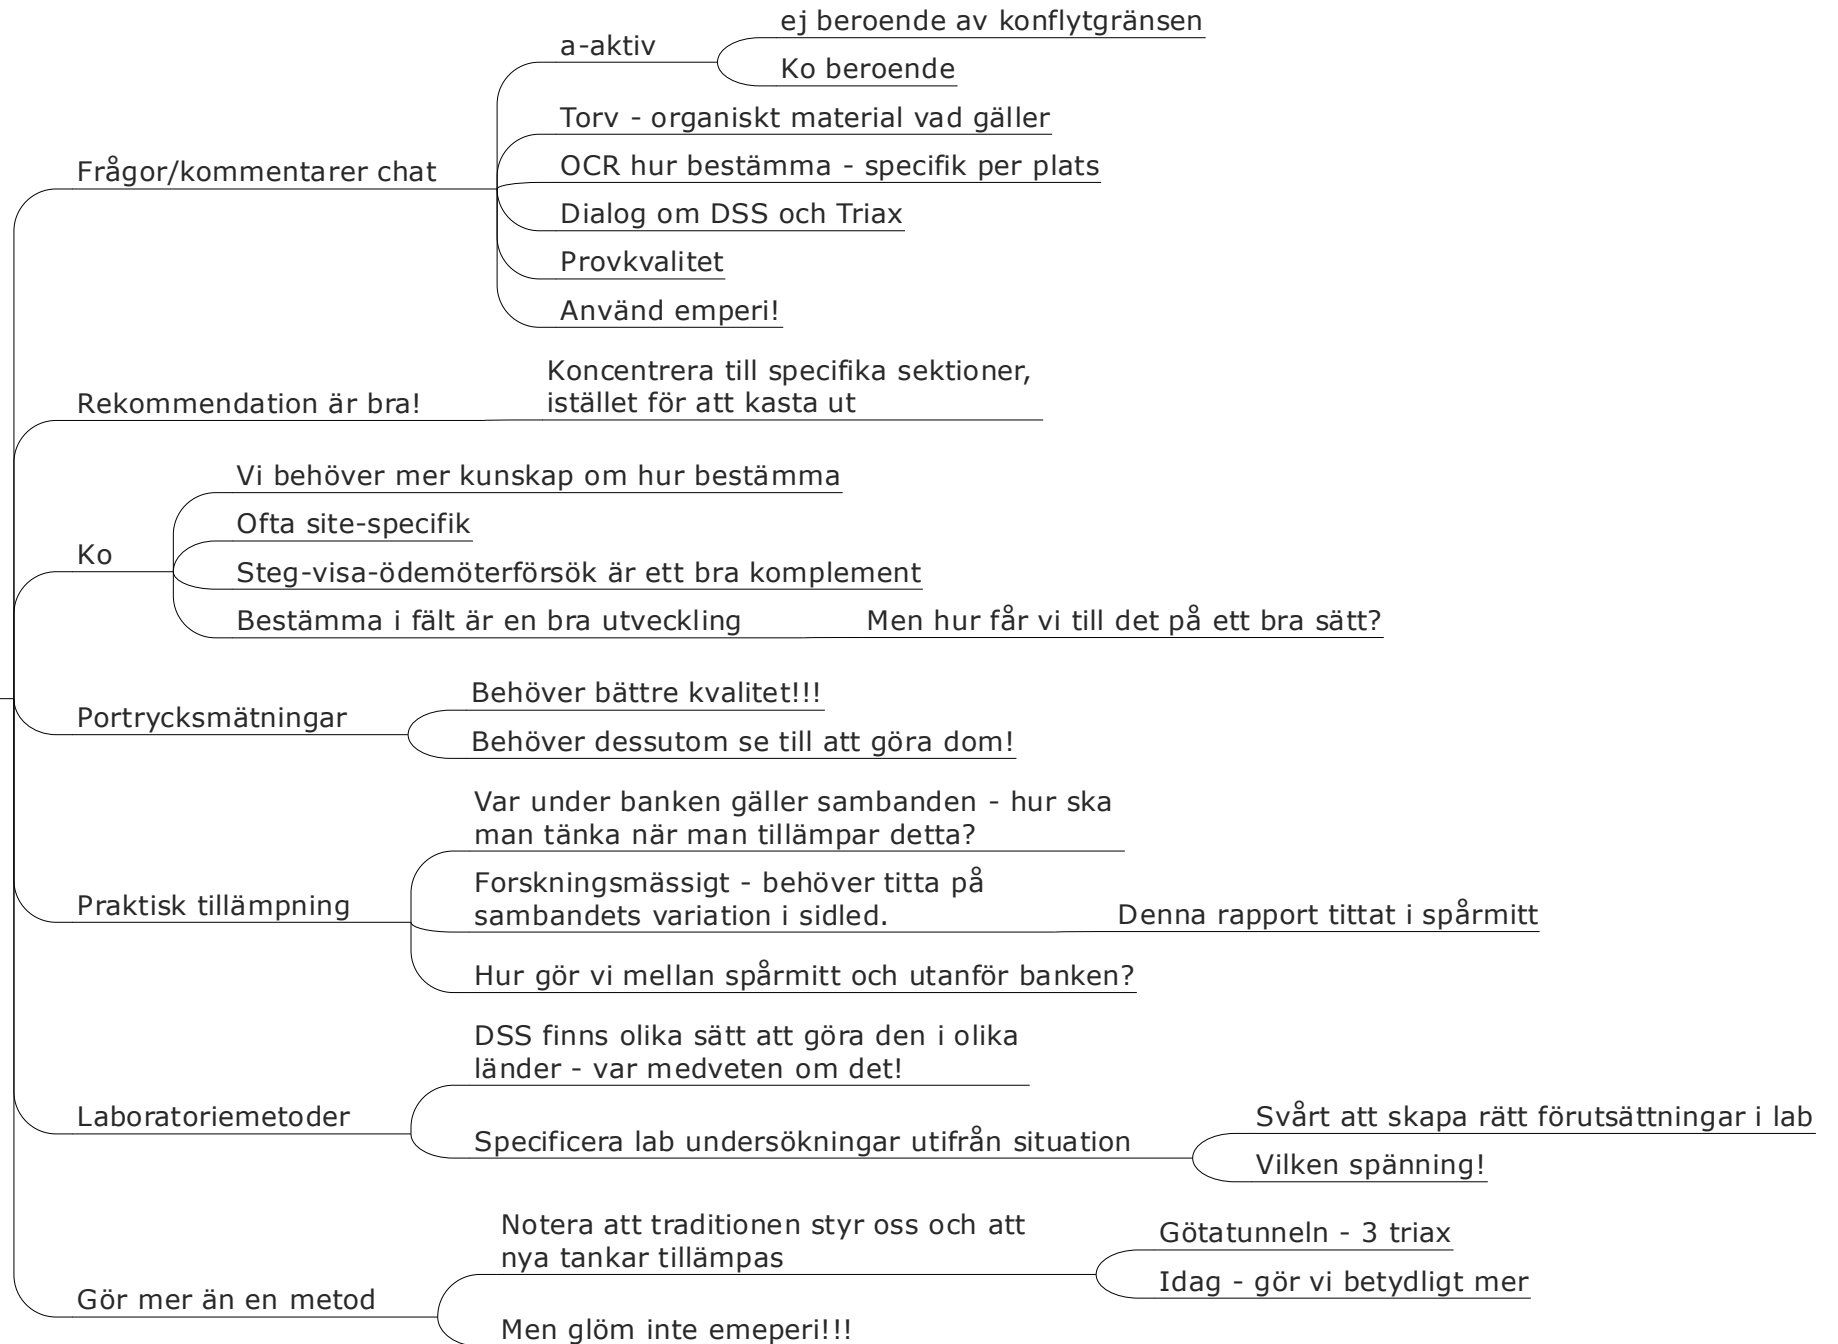 Frågor/kommentarer chat
a-aktiv
ej beroende av konflytgränsen
Ko beroende
Torv - organiskt material vad gäller
OCR hur bestämma - specifik per plats
Dialog om DSS och Triax
Provkvalitet
Använd emperi!
Rekommendation är bra!
Koncentrera till specifika sektioner,
istället för att kasta ut
Ko
Vi behöver mer kunskap om hur bestämma
Ofta site-specifik
Steg-visa-ödemöterförsök är ett bra komplement
Bestämma i fält är en bra utveckling
Men hur får vi till det på ett bra sätt?
Portrycksmätningar
Behöver bättre kvalitet!!!
Behöver dessutom se till att göra dom!
Praktisk tillämpning
Var under banken gäller sambanden - hur ska
man tänka när man tillämpar detta?
Forskningsmässigt - behöver titta på
sambandets variation i sidled.
Denna rapport tittat i spårmitt
Hur gör vi mellan spårmitt och utanför banken?
Laboratoriemetoder
DSS finns olika sätt att göra den i olika
länder - var medveten om det!
Specificera lab undersökningar utifrån situation
Svårt att skapa rätt förutsättningar i lab
Vilken spänning!
Gör mer än en metod
Notera att traditionen styr oss och att
nya tankar tillämpas
Götatunneln - 3 triax
Idag - gör vi betydligt mer
Men glöm inte emeperi!!!